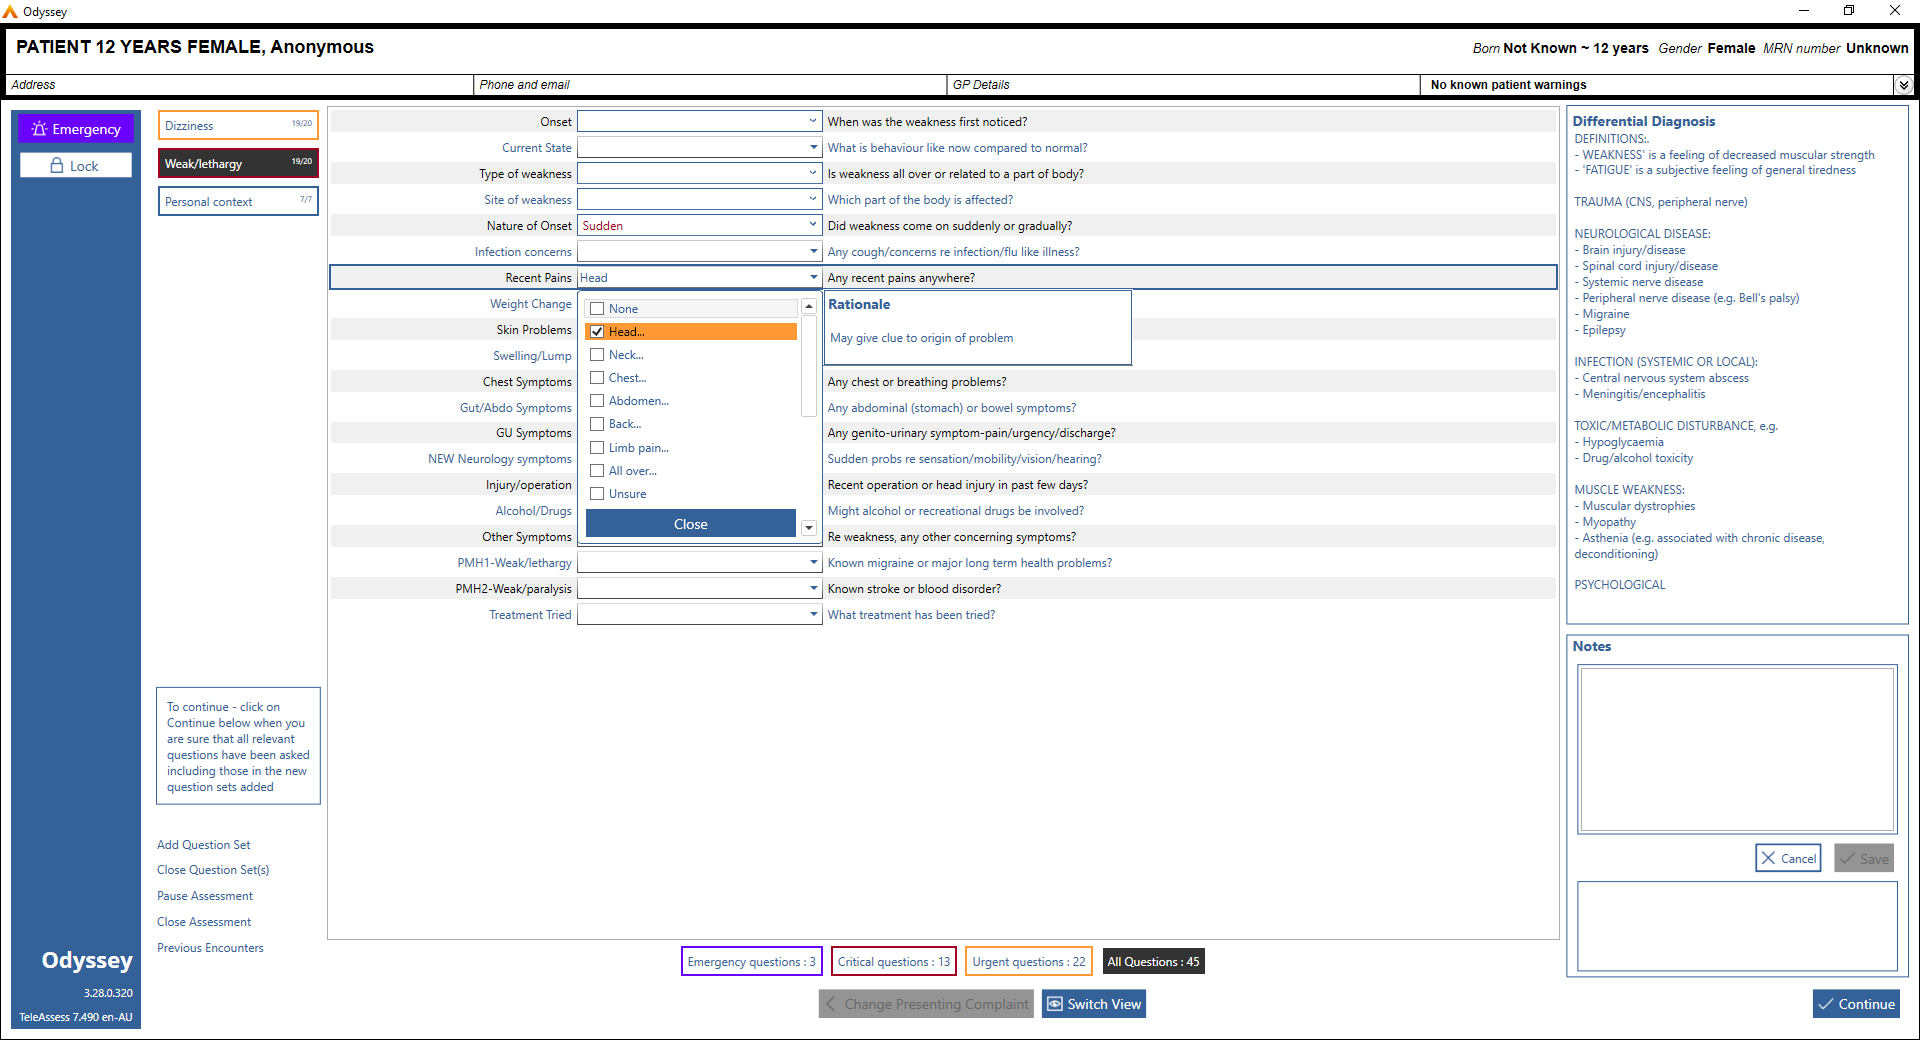 Odyssey
PATIENT 12 YEARS FEMALE, Anonymous
Born Not Known ~ 12 years Gender Female MRN number Unknown
Address
Phone and email
GP Details
No known patient warnings
Emergency
Lock
Dizziness 19/20
Weak/lethargy 19/20
Personal context 7/7
Onset When was the weakness first noticed?
Current State What is behaviour like now compared to normal?
Type of weakness Is weakness all over or related to a part of body?
Site of weakness Which part of the body is affected?
Nature of Onset Sudden Did weakness come on suddenly or gradually?
Infection concerns Any cough/concerns re infection/flu like illness?
Recent Pains Head Any recent pains anywhere?
Weight Change
Skin Problems
Swelling/Lump
Chest Symptoms Any chest or breathing problems?
Gut/Abdo Symptoms Any abdominal (stomach) or bowel symptoms?
GU Symptoms Any genito-urinary symptom-pain/urgency/discharge?
NEW Neurology symptoms Sudden probs re sensation/mobility/vision/hearing?
Injury/operation Recent operation or head injury in past few days?
Alcohol/Drugs Might alcohol or recreational drugs be involved?
Other Symptoms Re weakness, any other concerning symptoms?
PMH1-Weak/lethargy Known migraine or major long term health problems?
PMH2-Weak/paralysis Known stroke or blood disorder?
Treatment Tried What treatment has been tried?
None
Head...
Neck...
Chest...
Abdomen...
Back...
Limb pain...
All over...
Unsure
Close
Rationale
May give clue to origin of problem
Differential Diagnosis
DEFINITIONS:.
- WEAKNESS' is a feeling of decreased muscular strength
- 'FATIGUE' is a subjective feeling of general tiredness
TRAUMA (CNS, peripheral nerve)
NEUROLOGICAL DISEASE:
- Brain injury/disease
- Spinal cord injury/disease
- Systemic nerve disease
- Peripheral nerve disease (e.g. Bell's palsy)
- Migraine
- Epilepsy
INFECTION (SYSTEMIC OR LOCAL):
- Central nervous system abscess
- Meningitis/encephalitis
TOXIC/METABOLIC DISTURBANCE, e.g.
- Hypoglycaemia
- Drug/alcohol toxicity
MUSCLE WEAKNESS:
- Muscular dystrophies
- Myopathy
- Asthenia (e.g. associated with chronic disease,
deconditioning)
PSYCHOLOGICAL
Notes
Cancel
Save
To continue - click on
Continue below when you
are sure that all relevant
questions have been asked
including those in the new
question sets added
Add Question Set
Close Question Set(s)
Pause Assessment
Close Assessment
Previous Encounters
Odyssey
3.28.0.320
TeleAssess 7.490 en-AU
Emergency questions : 3
Critical questions : 13
Urgent questions : 22
All Questions : 45
Change Presenting Complaint
Switch View
Continue